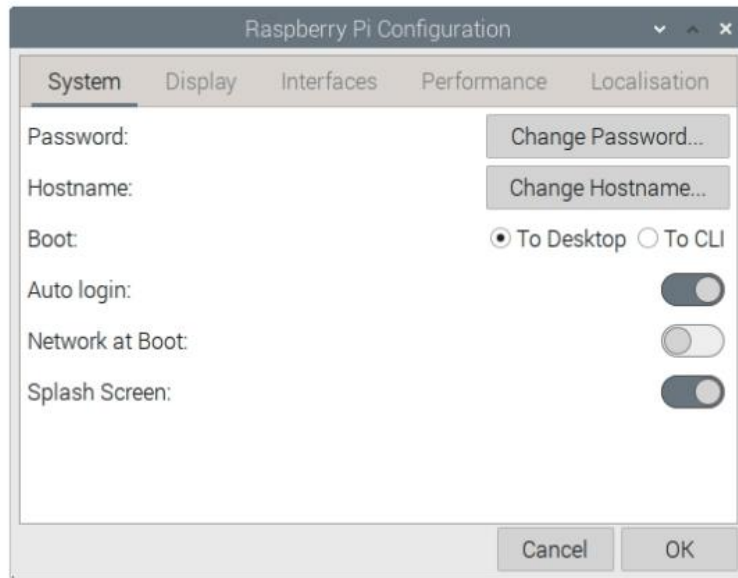 Raspberry Pi Configuration
System Display Interfaces Performance Localisation
Password: Change Password...
Hostname: Change Hostname...
Boot: To Desktop To CLI
Auto login:
Network at Boot:
Splash Screen:
Cancel OK